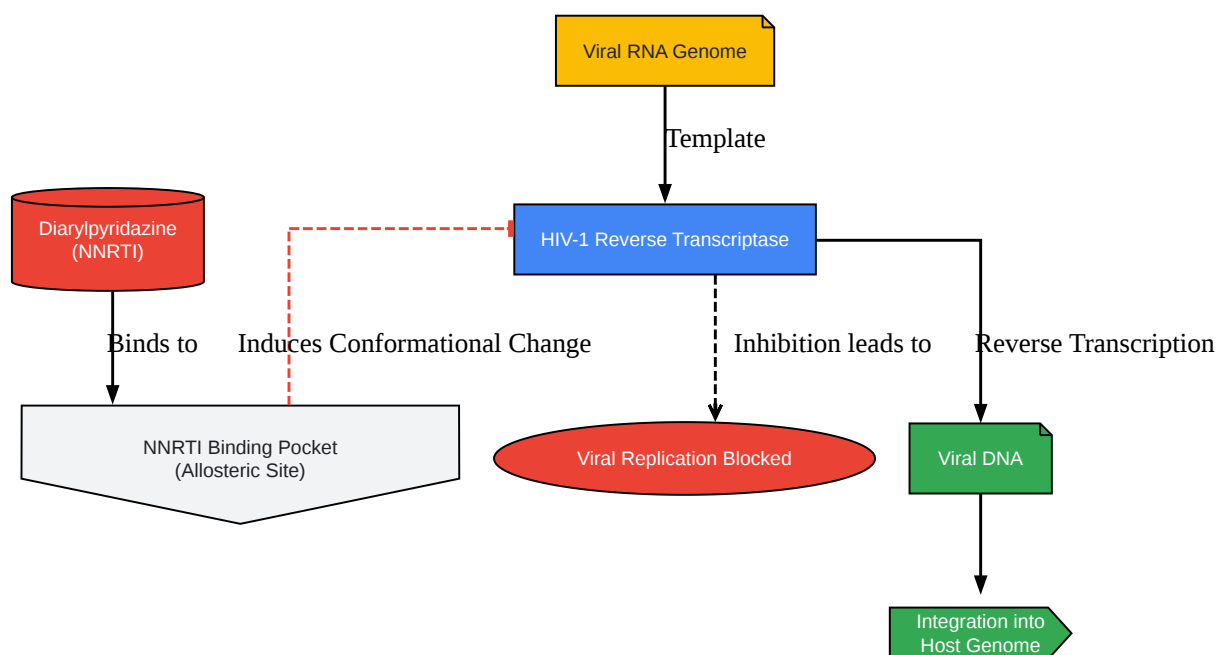 Viral RNA Genome
Template
Diarylpyridazine
(NNRTI)
HIV-1 Reverse Transcriptase
Binds to
Induces Conformational Change
Inhibition leads to
Reverse Transcription
NNRTI Binding Pocket
(Allosteric Site)
Viral Replication Blocked
Viral DNA
Integration into
Host Genome